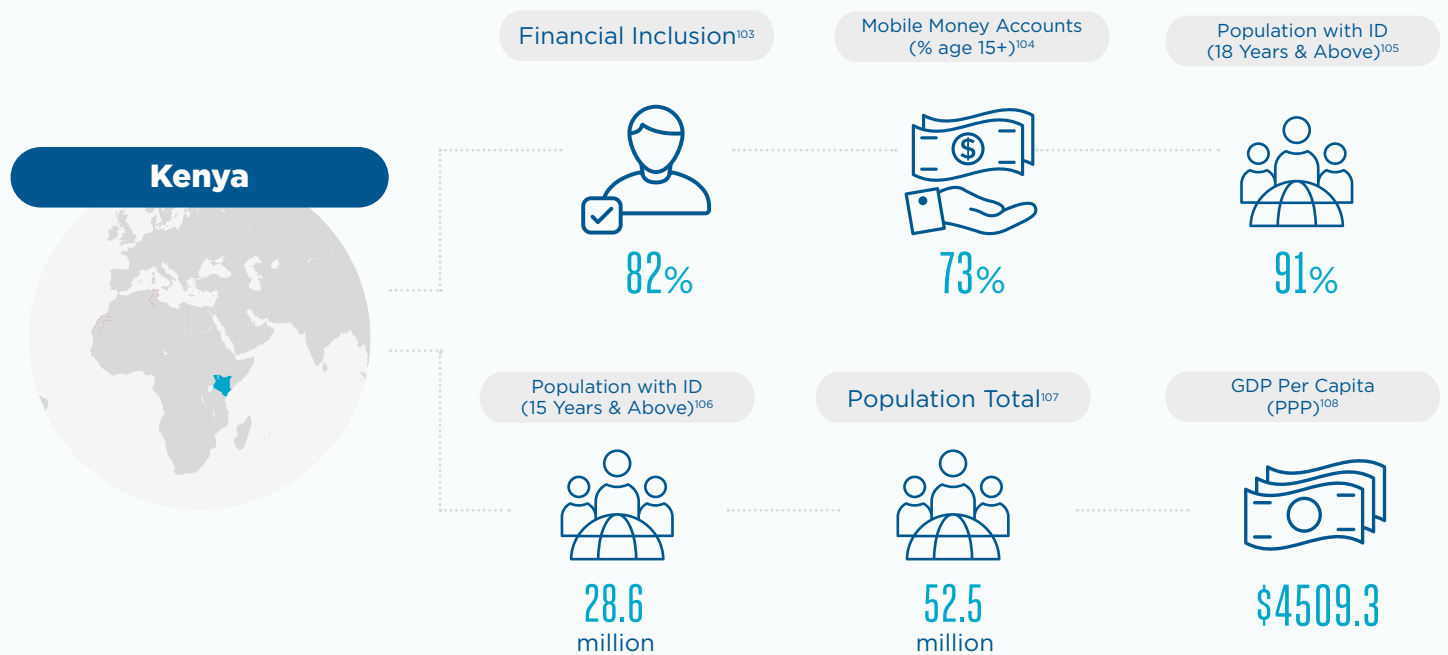 Kenya
Financial Inclusion103
Mobile Money Accounts
(% age 15+)104
Population with ID
(18 Years & Above)105
$
82%
73%
91%
Population with ID
(15 Years & Above)106
Population Total107
GDP Per Capita
(PPP)108
28.6
million
52.5
million
$4509.3